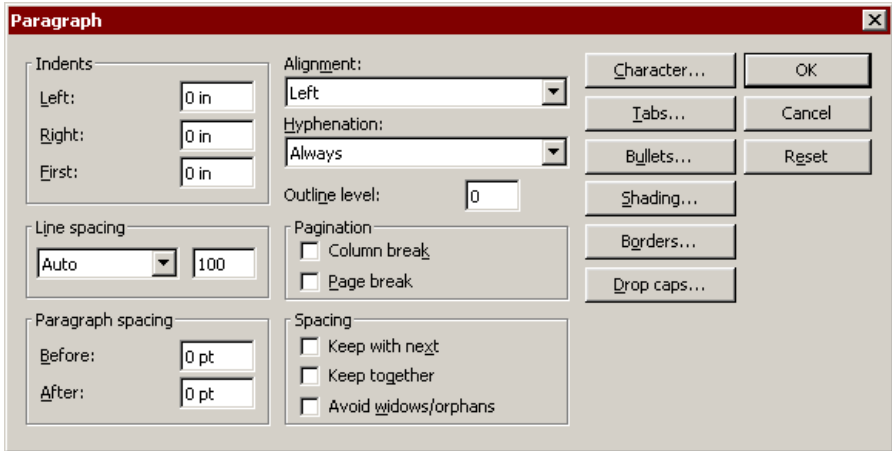 Paragraph
Indents
Left: 0 in
Right: 0 in
First: 0 in
Line spacing
Auto 100
Paragraph spacing
Before: 0 pt
After: 0 pt
Alignment:
Left
Hyphenation:
Always
Outline level: 0
Pagination
Column break
Page break
Spacing
Keep with next
Keep together
Avoid widows/orphans
Character...
Tabs...
Bullets...
Shading...
Borders...
Drop caps...
OK
Cancel
Reset